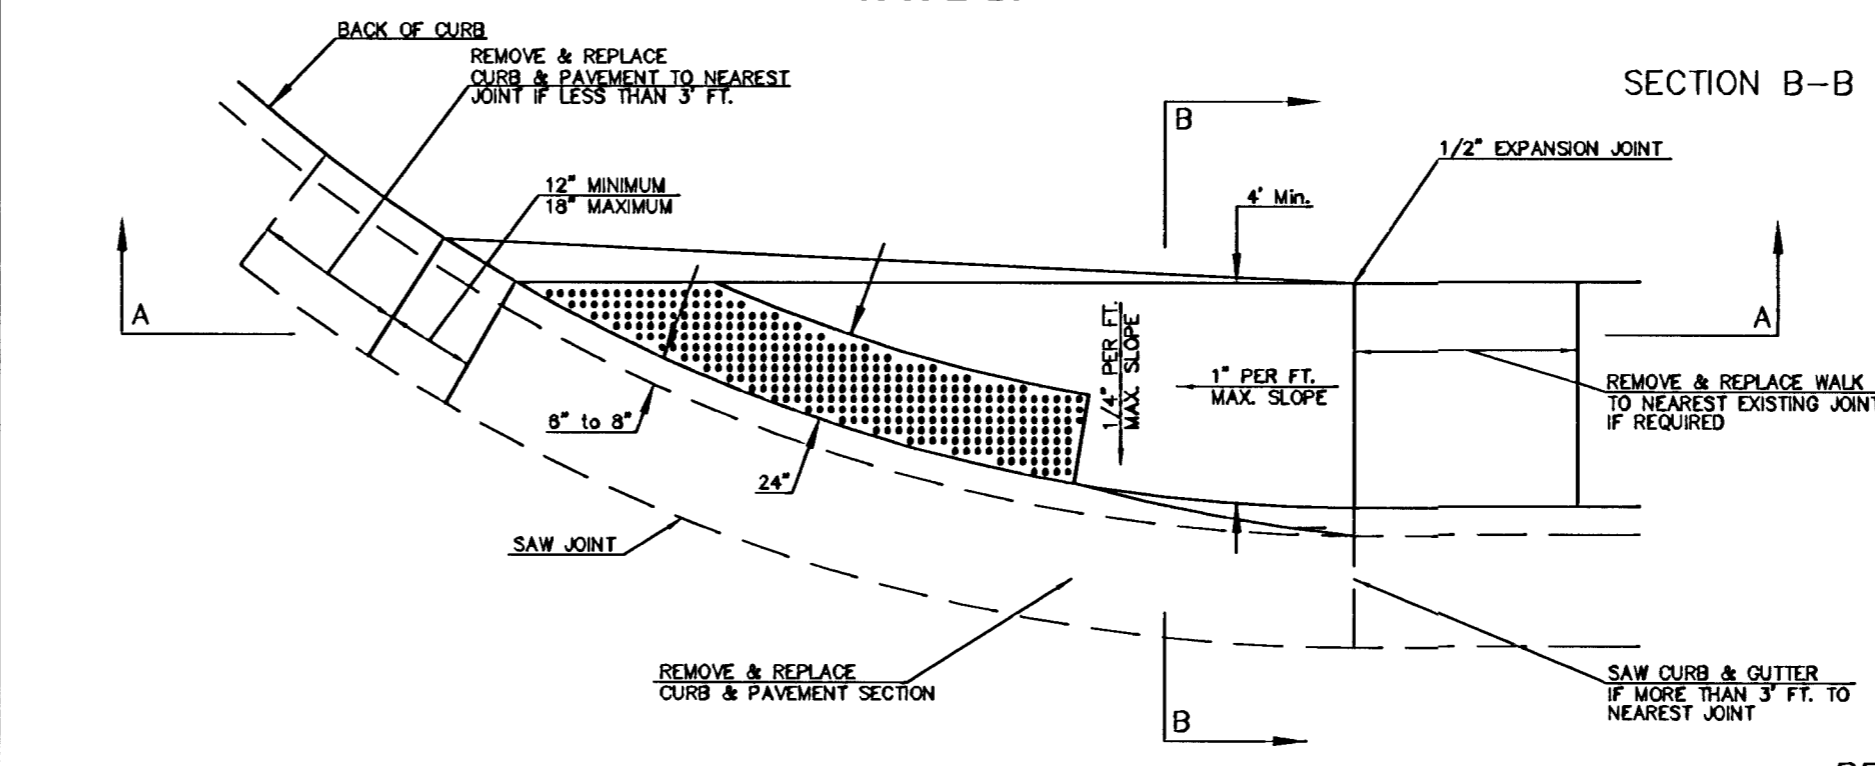 BACK OF CURB
REMOVE & REPLACE
CURB & PAVEMENT TO NEAREST
JOINT IF LESS THAN 3' FT.
SECTION B-B
B
1/2" EXPANSION JOINT
12" MINIMUM
18" MAXIMUM
4' Min.
A
A
1/4" PER FT.
MAX. SLOPE
1" PER FT.
MAX. SLOPE
REMOVE & REPLACE WALK
TO NEAREST EXISTING JOINT
IF REQUIRED
6" to 8"
24"
SAW JOINT
REMOVE & REPLACE
CURB & PAVEMENT SECTION
SAW CURB & GUTTER
IF MORE THAN 3' FT. TO
NEAREST JOINT
B